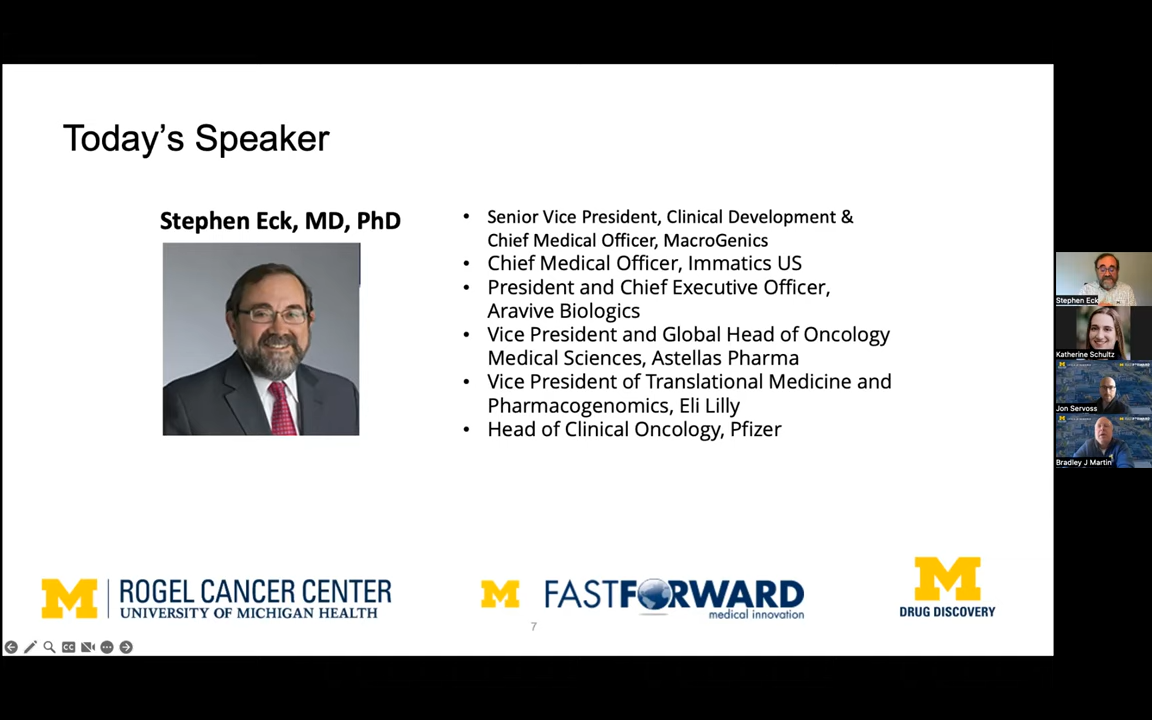 Today's Speaker
Stephen Eck, MD, PhD
• Senior Vice President, Clinical Development &
Chief Medical Officer, MacroGenics
• Chief Medical Officer, Immatics US
• President and Chief Executive Officer,
Aravive Biologics
• Vice President and Global Head of Oncology
Medical Sciences, Astellas Pharma
• Vice President of Translational Medicine and
Pharmacogenomics, Eli Lilly
• Head of Clinical Oncology, Pfizer
Stephen Eck
Katherine Schultz
Jon Servoss
Bradley J Martin
M ROGEL CANCER CENTER
UNIVERSITY OF MICHIGAN HEALTH
M FASTFORWARD
medical innovation
M
DRUG DISCOVERY
7
CC